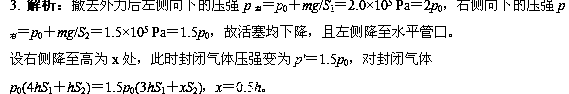 3. 解析：撤去外力后左侧向下的压强 p左=p0+mg/S1=2.0×10⁵ Pa=2p0，右侧向下的压强 p
右=p0+mg/S2=1.5×10⁵ Pa=1.5p0，故活塞均下降，且左侧降至水平管口。
设右侧降至高为 x 处，此时封闭气体压强变为 p'=1.5p0，对封闭气体
p0(4hS1+hS2)=1.5p0(3hS1+xS2)，x=0.5h。